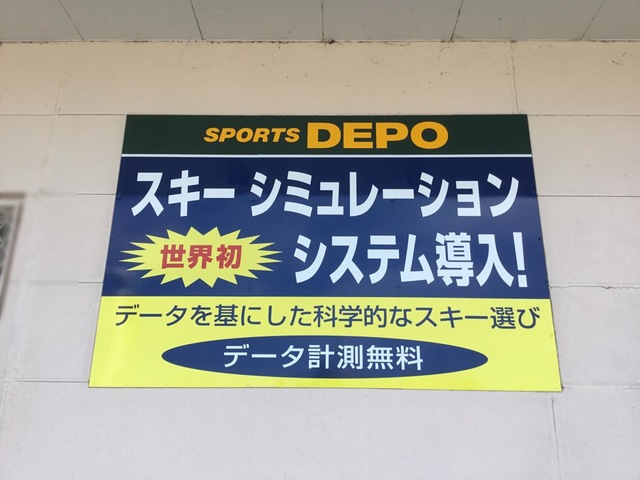 SPORTS DEPO
スキー シミュレーション
世界初 システム導入!
データを基にした科学的なスキー選び
データ計測無料